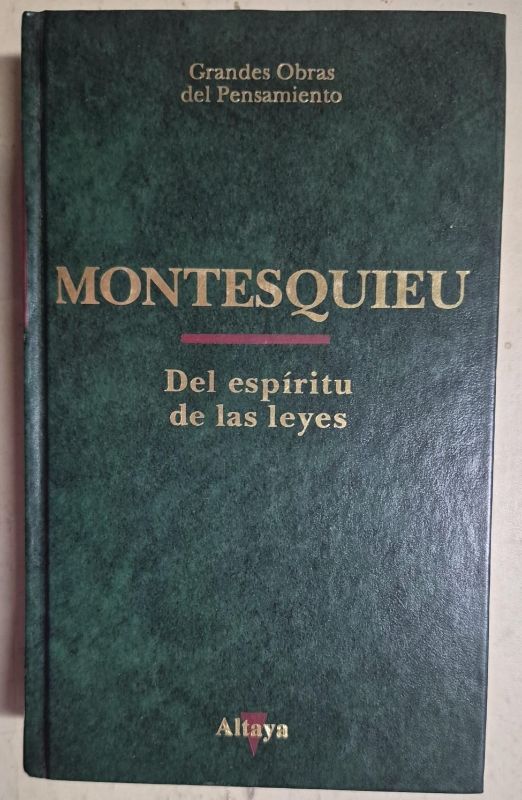 Grandes Obras
del Pensamiento
MONTESQUIEU
Del espíritu
de las leyes
Altaya